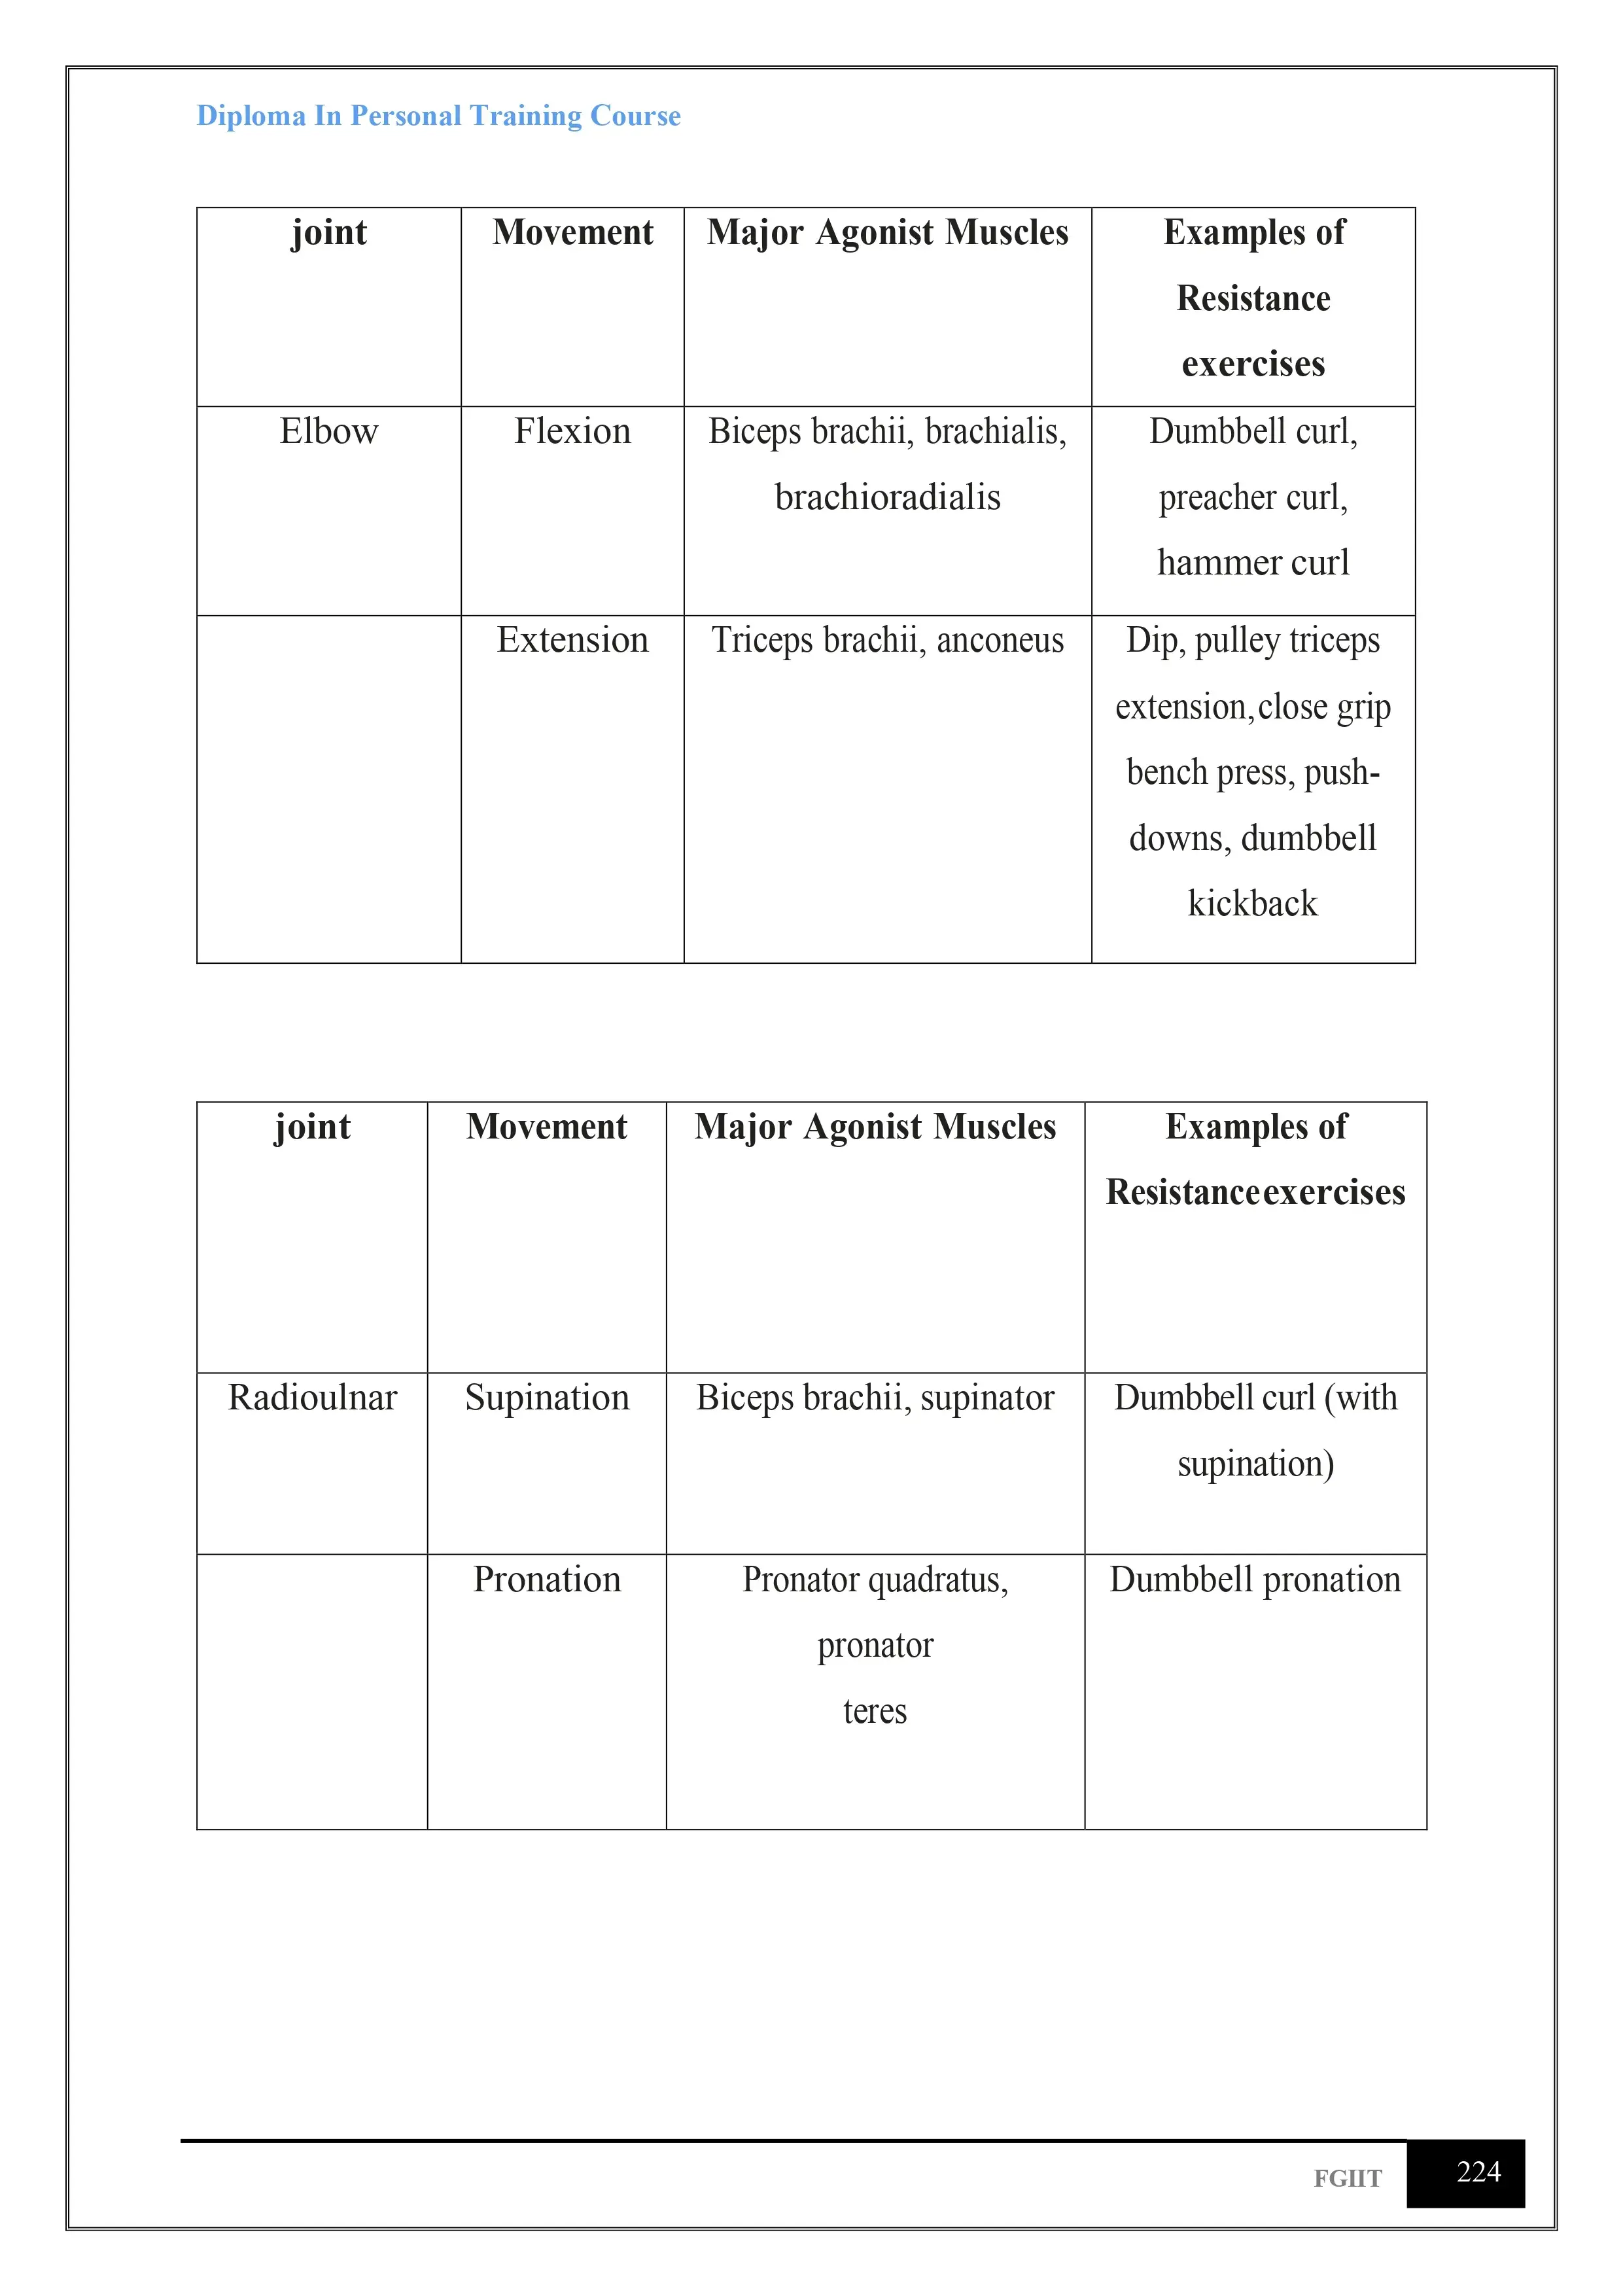 Diploma In Personal Training Course
joint Movement Major Agonist Muscles Examples of
Resistance
exercises
Elbow Flexion Biceps brachii, brachialis, Dumbbell curl,
brachioradialis preacher curl,
hammer curl
Extension Triceps brachii, anconeus Dip, pulley triceps
extension,close grip
bench press, push-
downs, dumbbell
kickback
joint Movement Major Agonist Muscles Examples of
Resistanceexercises
Radioulnar Supination Biceps brachii, supinator Dumbbell curl (with
supination)
Pronation Pronator quadratus, Dumbbell pronation
pronator
teres
FGIIT 224